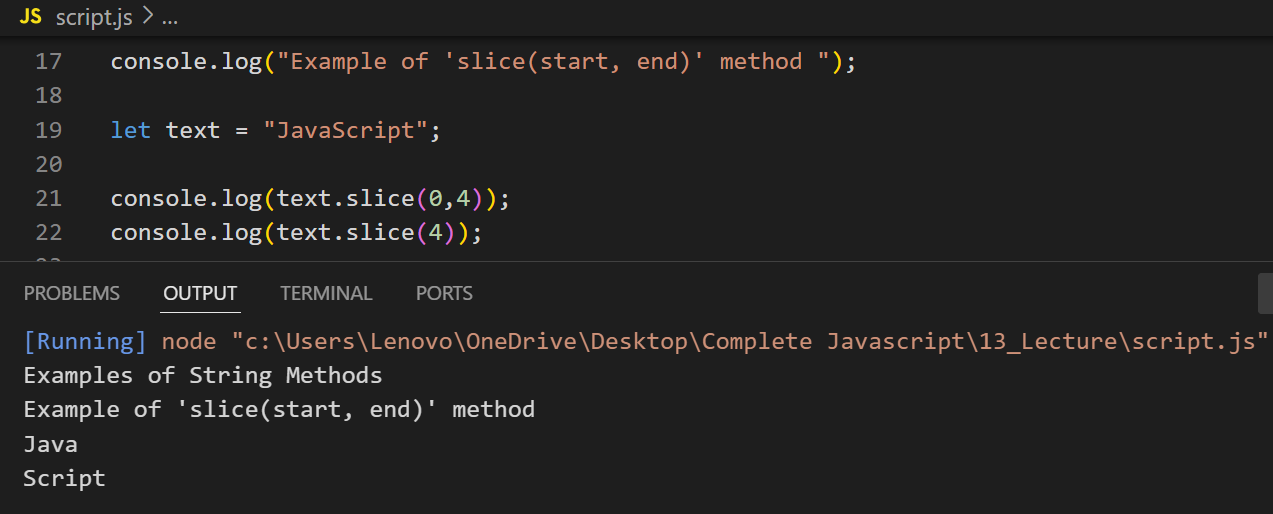 JS script.js > ...
17 console.log("Example of 'slice(start, end)' method ");
18
19 let text = "JavaScript";
20
21 console.log(text.slice(0,4));
22 console.log(text.slice(4));
PROBLEMS OUTPUT TERMINAL PORTS
[Running] node "c:\Users\Lenovo\OneDrive\Desktop\Complete Javascript\13_Lecture\script.js"
Examples of String Methods
Example of 'slice(start, end)' method
Java
Script